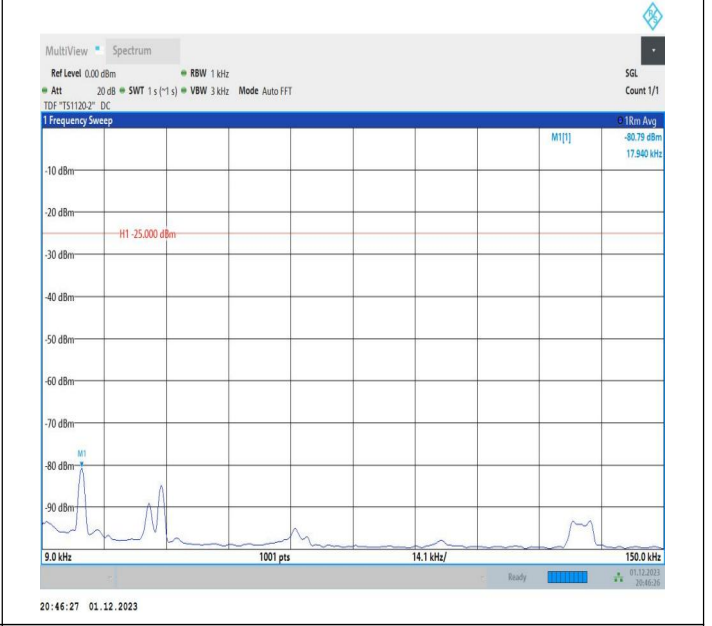 R S
MultiView Spectrum
Ref Level 0.00 dBm RBW 1 kHz SGL
Att 20 dB SWT 1 s (~1 s) VBW 3 kHz Mode Auto FFT Count 1/1
TDF "TS1120-2" DC
1 Frequency Sweep 1Rm Avg
M1[1] -80.79 dBm
17.940 kHz
-10 dBm
-20 dBm
H1 -25.000 dBm
-30 dBm
-40 dBm
-50 dBm
-60 dBm
-70 dBm
M1
-80 dBm
-90 dBm
9.0 kHz 1001 pts 14.1 kHz/ 150.0 kHz
Ready 01.12.2023
20:46:26
20:46:27 01.12.2023